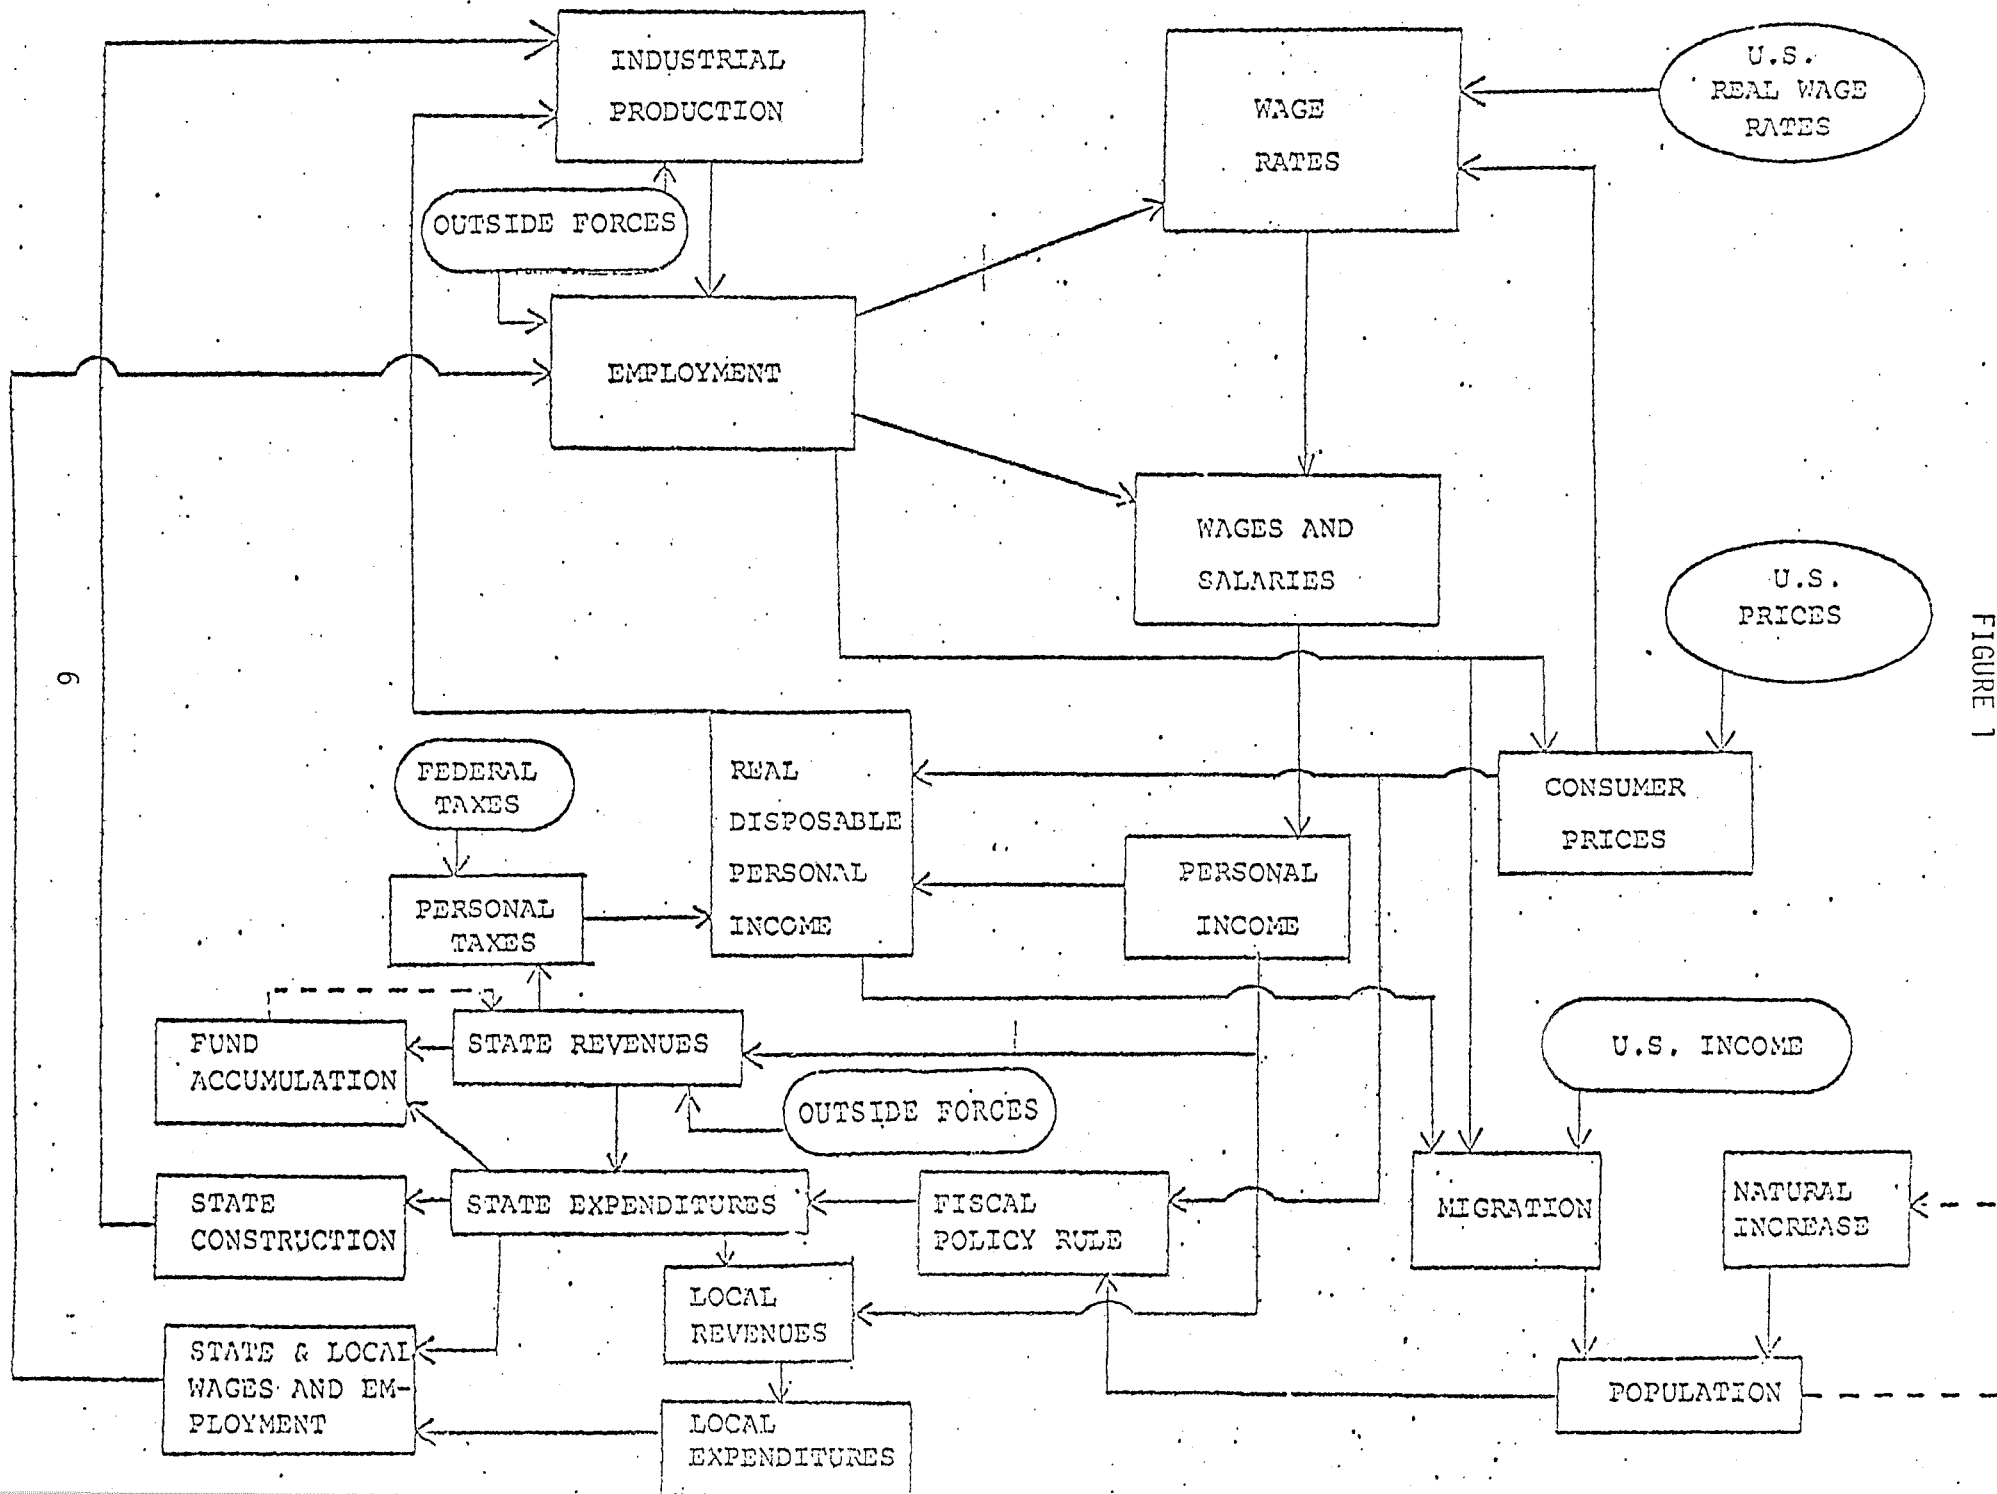 INDUSTRIAL
PRODUCTION
WAGE
RATES
U.S.
REAL WAGE
RATES
OUTSIDE FORCES
EMPLOYMENT
WAGES AND
SALARIES
U.S.
PRICES
FIGURE 1
9
FEDERAL
TAXES
REAL
DISPOSABLE
PERSONAL
INCOME
CONSUMER
PRICES
PERSONAL
TAXES
PERSONAL
INCOME
FUND
ACCUMULATION
STATE REVENUES
U.S. INCOME
OUTSIDE FORCES
STATE
CONSTRUCTION
STATE EXPENDITURES
FISCAL
POLICY RULE
MIGRATION
NATURAL
INCREASE
LOCAL
REVENUES
STATE & LOCAL
WAGES AND EM-
PLOYMENT
POPULATION
LOCAL
EXPENDITURES